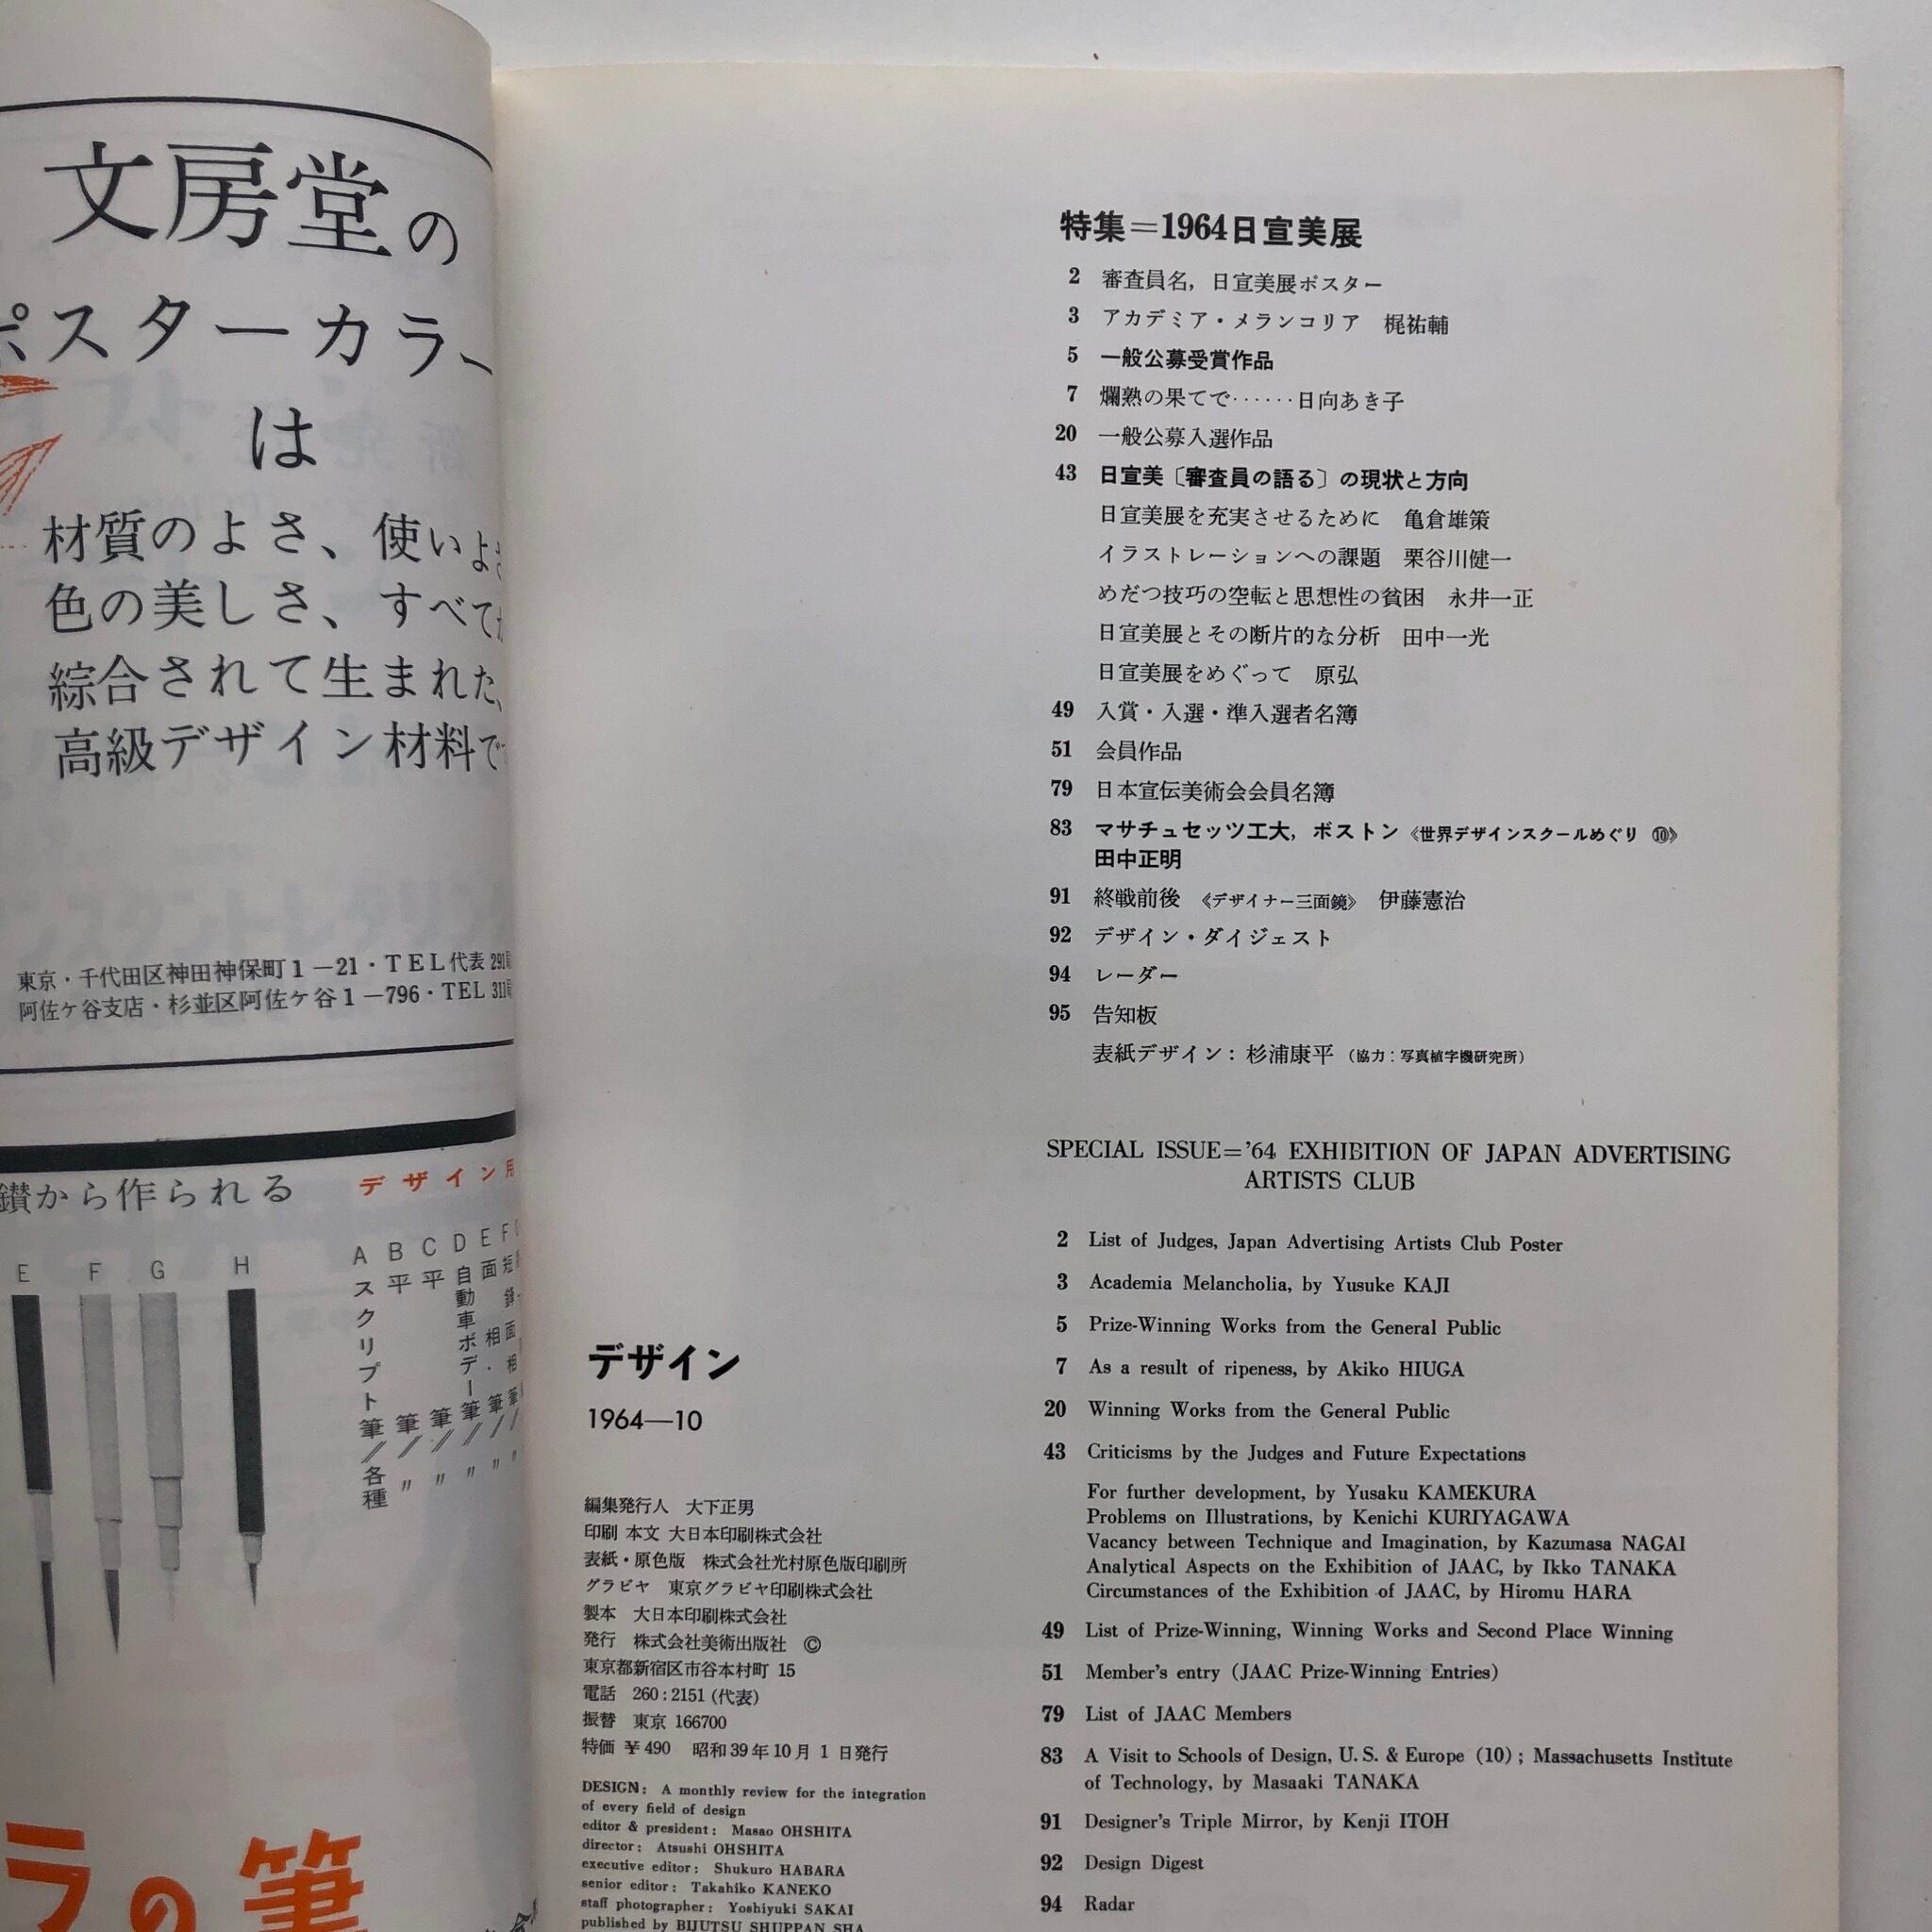 文房堂の
ポスターカラー
は
材質のよさ、使いよさ
色の美しさ、すべてが
綜合されて生まれた、
高級デザイン材料で
東京・千代田区神田神保町1－21・TEL代表 291
阿佐ケ谷支店・杉並区阿佐ケ谷1－796・TEL 311
鑚から作られる
デザイン用
E F G H
A スクリプト筆／各種
B 平筆／〃
C 平筆／〃
D 自動車ボデー筆／〃
E 面相・筆／〃
ラの筆
特集＝1964日宣美展
2 審査員名，日宣美展ポスター
3 アカデミア・メランコリア 梶祐輔
5 一般公募受賞作品
7 爛熟の果てで‥‥‥日向あき子
20 一般公募入選作品
43 日宣美〔審査員の語る〕の現状と方向
日宣美展を充実させるために 亀倉雄策
イラストレーションへの課題 栗谷川健一
めだつ技巧の空転と思想性の貧困 永井一正
日宣美展とその断片的な分析 田中一光
日宣美展をめぐって 原弘
49 入賞・入選・準入選者名簿
51 会員作品
79 日本宣伝美術会会員名簿
83 マサチュセッツ工大，ボストン《世界デザインスクールめぐり ⑩》
田中正明
91 終戦前後 《デザイナー三面鏡》 伊藤憲治
92 デザイン・ダイジェスト
94 レーダー
95 告知板
表紙デザイン：杉浦康平（協力：写真植字機研究所）
SPECIAL ISSUE='64 EXHIBITION OF JAPAN ADVERTISING
ARTISTS CLUB
2 List of Judges, Japan Advertising Artists Club Poster
3 Academia Melancholia, by Yusuke KAJI
5 Prize-Winning Works from the General Public
7 As a result of ripeness, by Akiko HIUGA
20 Winning Works from the General Public
43 Criticisms by the Judges and Future Expectations
For further development, by Yusaku KAMEKURA
Problems on Illustrations, by Kenichi KURIYAGAWA
Vacancy between Technique and Imagination, by Kazumasa NAGAI
Analytical Aspects on the Exhibition of JAAC, by Ikko TANAKA
Circumstances of the Exhibition of JAAC, by Hiromu HARA
49 List of Prize-Winning, Winning Works and Second Place Winning
51 Member's entry (JAAC Prize-Winning Entries)
79 List of JAAC Members
83 A Visit to Schools of Design, U.S. & Europe (10); Massachusetts Institute
of Technology, by Masaaki TANAKA
91 Designer's Triple Mirror, by Kenji ITOH
92 Design Digest
94 Radar
デザイン
1964—10
編集発行人 大下正男
印刷 本文 大日本印刷株式会社
表紙・原色版 株式会社光村原色版印刷所
グラビヤ 東京グラビヤ印刷株式会社
製本 大日本印刷株式会社
発行 株式会社美術出版社 ©
東京都新宿区市谷本村町 15
電話 260:2151（代表）
振替 東京 166700
特価 ￥490 昭和39年10月1日発行
DESIGN: A monthly review for the integration
of every field of design
editor & president: Masao OHSHITA
director: Atsushi OHSHITA
executive editor: Shukuro HABARA
senior editor: Takahiko KANEKO
staff photographer: Yoshiyuki SAKAI
published by BIJUTSU SHUPPAN SHA